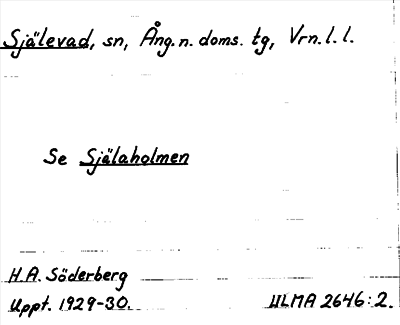 Själevad, sn, Ång. n. doms. tg, Vrn. l. l.
Se Själaholmen
H.A. Söderberg
Uppt. 1929-30.
ULMA 2646:2.